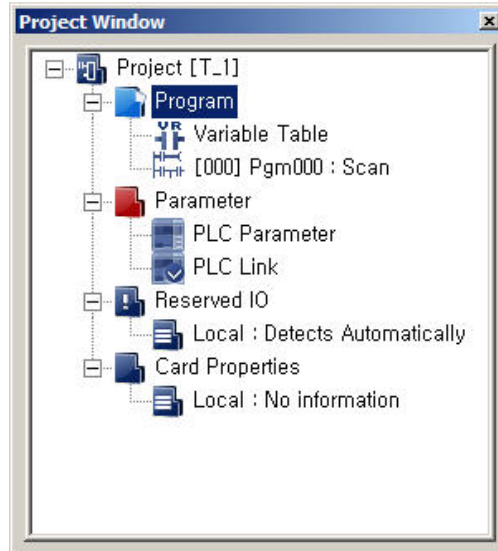 Project Window
Project [T_1]
Program
Variable Table
[000] Pgm000 : Scan
Parameter
PLC Parameter
PLC Link
Reserved IO
Local : Detects Automatically
Card Properties
Local : No information